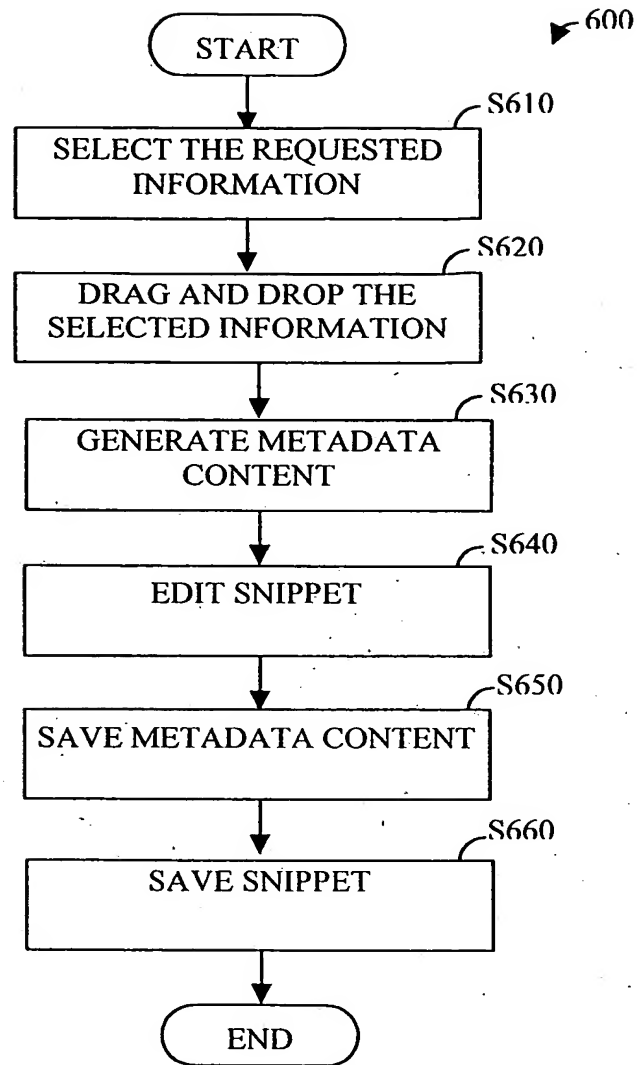 START
600
S610
SELECT THE REQUESTED
INFORMATION
S620
DRAG AND DROP THE
SELECTED INFORMATION
S630
GENERATE METADATA
CONTENT
S640
EDIT SNIPPET
S650
SAVE METADATA CONTENT
S660
SAVE SNIPPET
END